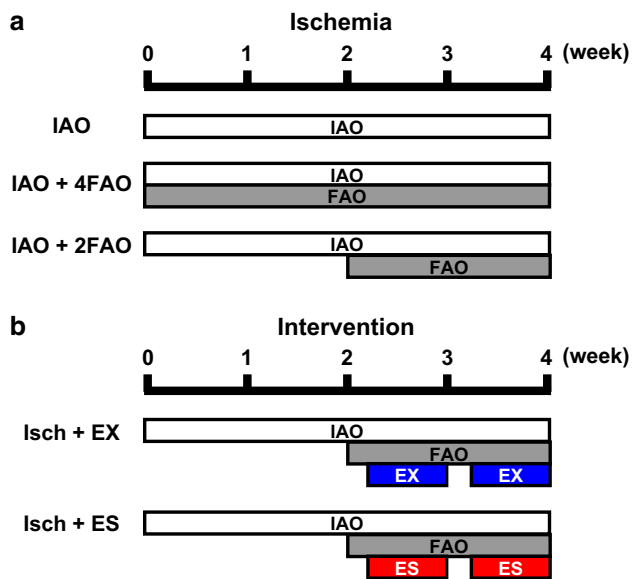 a
Ischemia
0 1 2 3 4 (week)
IAO IAO
IAO + 4FAO IAO
FAO
IAO + 2FAO IAO
FAO
b
Intervention
0 1 2 3 4 (week)
Isch + EX IAO
FAO
EX EX
Isch + ES IAO
FAO
ES ES